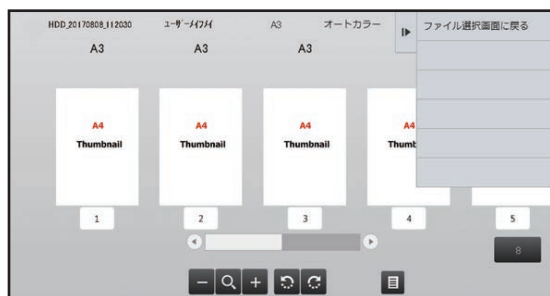 HDD_20170808_112030 ユーザーメイメイ A3 オートカラー ファイル選択画面に戻る
A3 A3 A3
A4 A4 A4 A4
Thumbnail Thumbnail Thumbnail Thumb
1 2 3 4 5
8